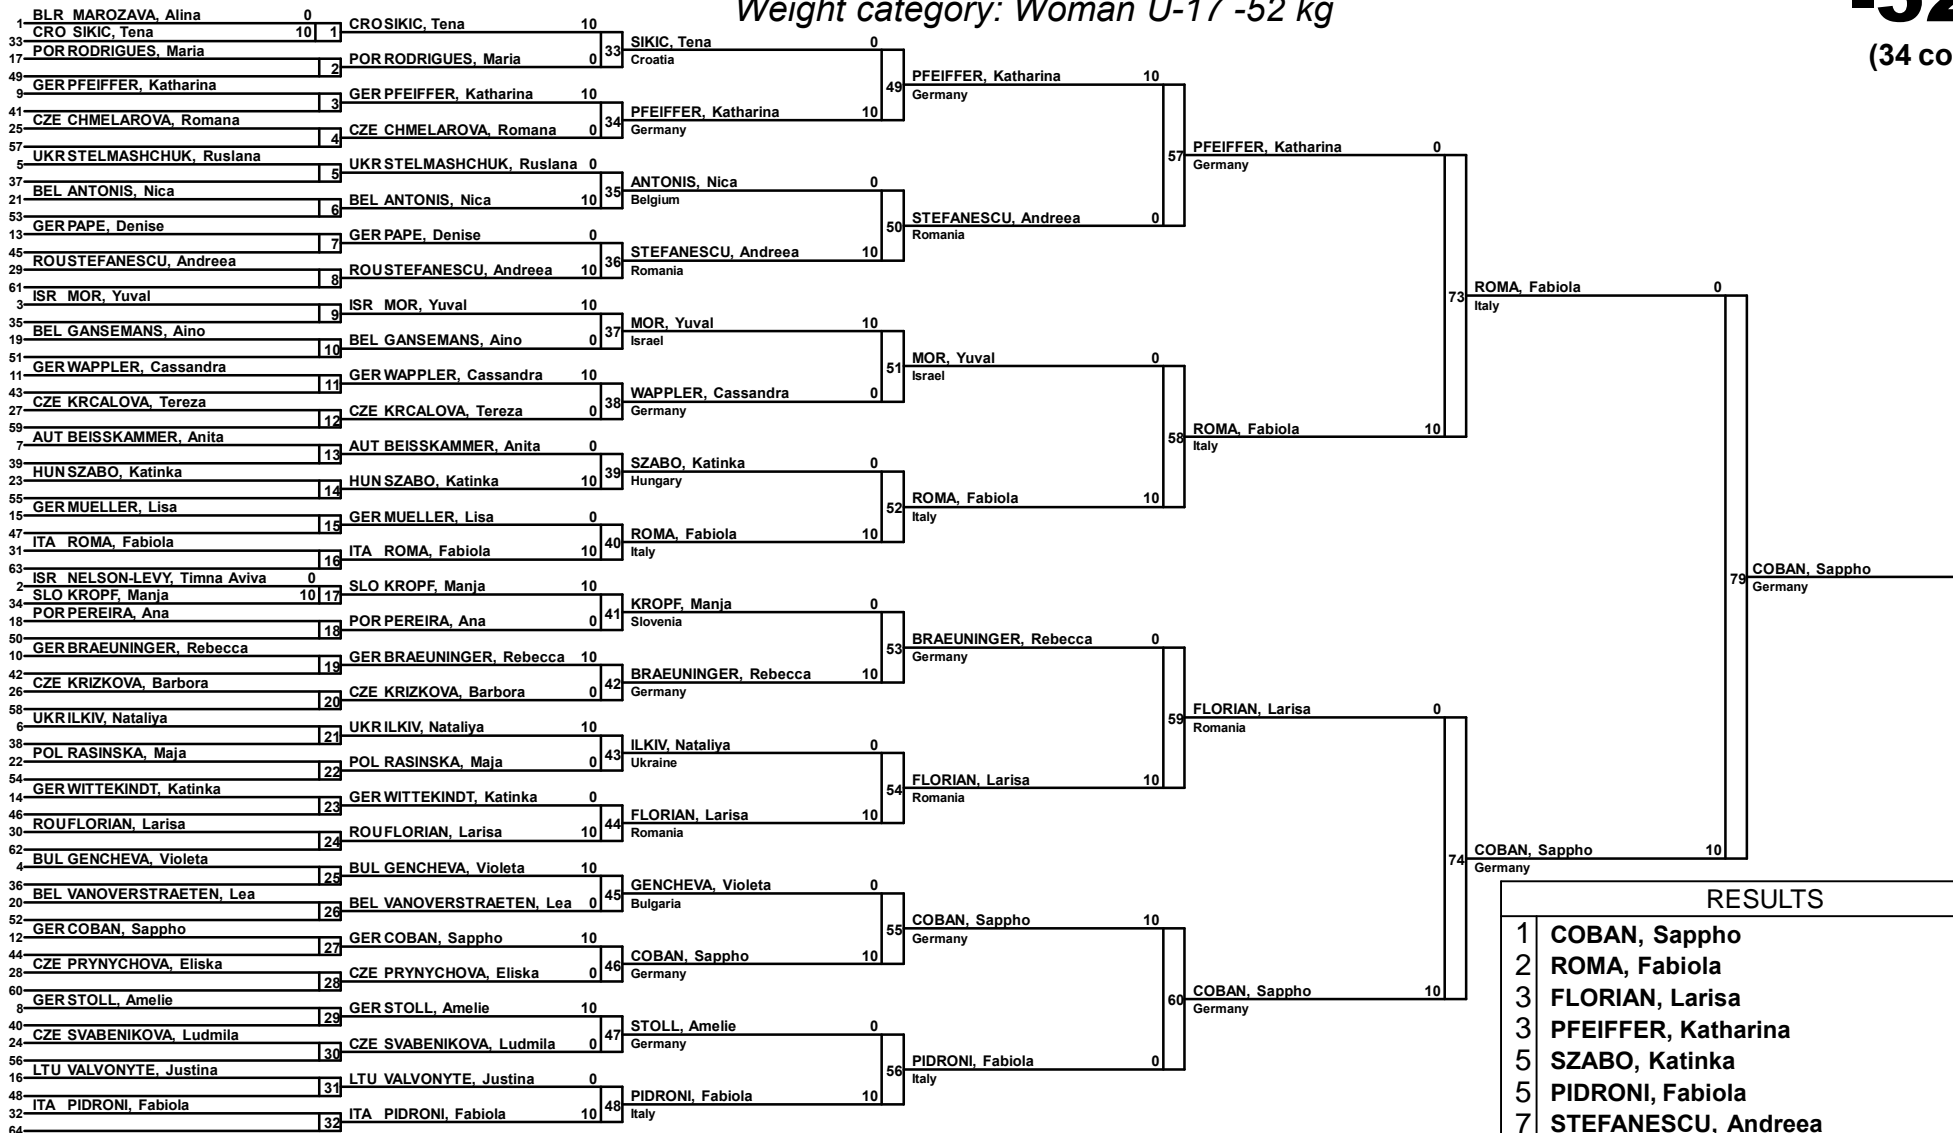 Weight category: Woman U-17 -52 kg
-52
(34 co
1 BLR MAROZAVA, Alina 0
33 CRO SIKIC, Tena 10 1
17 POR RODRIGUES, Maria
49 2
9 GER PFEIFFER, Katharina
41 3
25 CZE CHMELAROVA, Romana
57 4
5 UKR STELMASHCHUK, Ruslana
37 5
21 BEL ANTONIS, Nica
53 6
13 GER PAPE, Denise
45 7
29 ROU STEFANESCU, Andreea
61 8
3 ISR MOR, Yuval
35 9
19 BEL GANSEMANS, Aino
51 10
11 GER WAPPLER, Cassandra
43 11
27 CZE KRCALOVA, Tereza
59 12
7 AUT BEISSKAMMER, Anita
39 13
23 HUN SZABO, Katinka
55 14
15 GER MUELLER, Lisa
47 15
31 ITA ROMA, Fabiola
63 16
2 ISR NELSON-LEVY, Timna Aviva 0
34 SLO KROPF, Manja 10 17
18 POR PEREIRA, Ana
50 18
10 GER BRAEUNINGER, Rebecca
42 19
26 CZE KRIZKOVA, Barbora
58 20
6 UKR ILKIV, Nataliya
38 21
22 POL RASINSKA, Maja
54 22
14 GER WITTEKINDT, Katinka
46 23
30 ROU FLORIAN, Larisa
62 24
4 BUL GENCHEVA, Violeta
36 25
20 BEL VANOVERSTRAETEN, Lea
52 26
12 GER COBAN, Sappho
44 27
28 CZE PRYNYCHOVA, Eliska
60 28
8 GER STOLL, Amelie
40 29
24 CZE SVABENIKOVA, Ludmila
56 30
16 LTU VALVONYTE, Justina
48 31
32 ITA PIDRONI, Fabiola
64 32
CRO SIKIC, Tena 10
33
POR RODRIGUES, Maria 0
GER PFEIFFER, Katharina 10
34
CZE CHMELAROVA, Romana 0
UKR STELMASHCHUK, Ruslana 0
35
BEL ANTONIS, Nica 10
GER PAPE, Denise 0
36
ROU STEFANESCU, Andreea 10
ISR MOR, Yuval 10
37
BEL GANSEMANS, Aino 0
GER WAPPLER, Cassandra 10
38
CZE KRCALOVA, Tereza 0
AUT BEISSKAMMER, Anita 0
39
HUN SZABO, Katinka 10
GER MUELLER, Lisa 0
40
ITA ROMA, Fabiola 10
SLO KROPF, Manja 10
41
POR PEREIRA, Ana 0
GER BRAEUNINGER, Rebecca 10
42
CZE KRIZKOVA, Barbora 0
UKR ILKIV, Nataliya 10
43
POL RASINSKA, Maja 0
GER WITTEKINDT, Katinka 0
44
ROU FLORIAN, Larisa 10
BUL GENCHEVA, Violeta 10
45
BEL VANOVERSTRAETEN, Lea 0
GER COBAN, Sappho 10
46
CZE PRYNYCHOVA, Eliska 0
GER STOLL, Amelie 10
47
CZE SVABENIKOVA, Ludmila 0
LTU VALVONYTE, Justina 0
48
ITA PIDRONI, Fabiola 10
SIKIC, Tena 0
Croatia
49
PFEIFFER, Katharina 10
Germany
ANTONIS, Nica 0
Belgium
50
STEFANESCU, Andreea 10
Romania
MOR, Yuval 10
Israel
51
WAPPLER, Cassandra 0
Germany
SZABO, Katinka 0
Hungary
52
ROMA, Fabiola 10
Italy
KROPF, Manja 0
Slovenia
53
BRAEUNINGER, Rebecca 10
Germany
ILKIV, Nataliya 0
Ukraine
54
FLORIAN, Larisa 10
Romania
GENCHEVA, Violeta 0
Bulgaria
55
COBAN, Sappho 10
Germany
STOLL, Amelie 0
Germany
56
PIDRONI, Fabiola 10
Italy
PFEIFFER, Katharina 10
Germany
57
STEFANESCU, Andreea 0
Romania
MOR, Yuval 0
Israel
58
ROMA, Fabiola 10
Italy
BRAEUNINGER, Rebecca 0
Germany
59
FLORIAN, Larisa 10
Romania
COBAN, Sappho 10
Germany
60
PIDRONI, Fabiola 0
Italy
PFEIFFER, Katharina 0
Germany
73
ROMA, Fabiola 10
Italy
FLORIAN, Larisa 0
Romania
74
COBAN, Sappho 10
Germany
ROMA, Fabiola 0
Italy
79
COBAN, Sappho 10
Germany
COBAN, Sappho
Germany
RESULTS
1 COBAN, Sappho
2 ROMA, Fabiola
3 FLORIAN, Larisa
3 PFEIFFER, Katharina
5 SZABO, Katinka
5 PIDRONI, Fabiola
7 STEFANESCU, Andreea